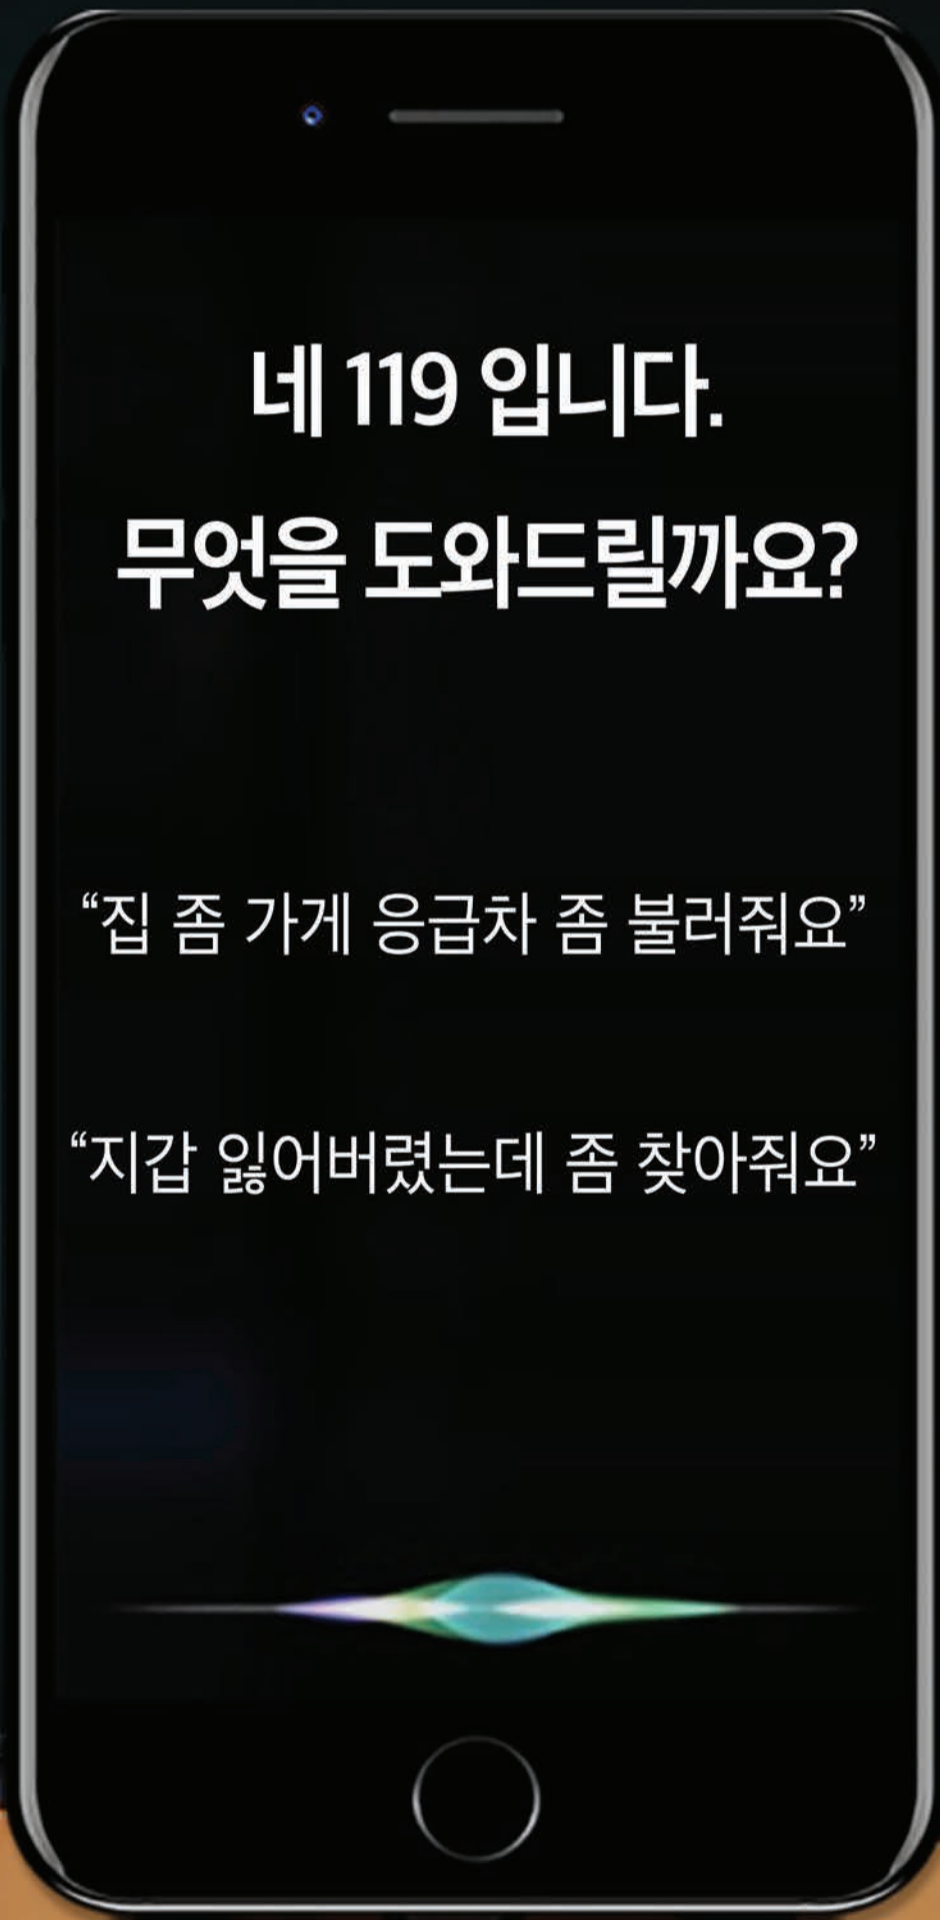 네 119 입니다.
무엇을 도와드릴까요?
“집 좀 가게 응급차 좀 불러줘요”
“지갑 잃어버렸는데 좀 찾아줘요”